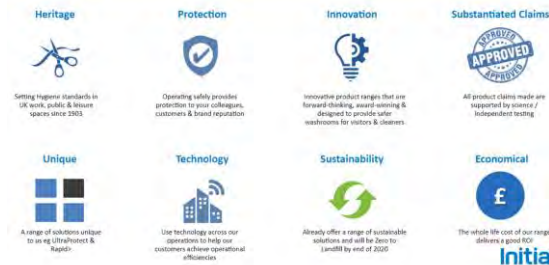 Heritage
Protection
Innovation
Substantiated Claims
APPROVED
APPROVED
APPROVED
Setting Hygiene standards in
UK work, public & leisure
spaces since 1903
Operating safely provides
protection to your colleagues,
customers & brand reputation
Innovative product ranges that are
forward-thinking, award-winning &
designed to provide safer
washrooms for visitors & cleaners
All product claims made are
supported by science /
independent testing
Unique
Technology
Sustainability
Economical
£
A range of solutions unique
to us eg UltraProtect &
Rapid>
Use technology across our
operations to help our
customers achieve operational
efficiencies
Already offer a range of sustainable
solutions and will be Zero to
Landfill by end of 2020
The whole life cost of our range
delivers a good ROI
Initia